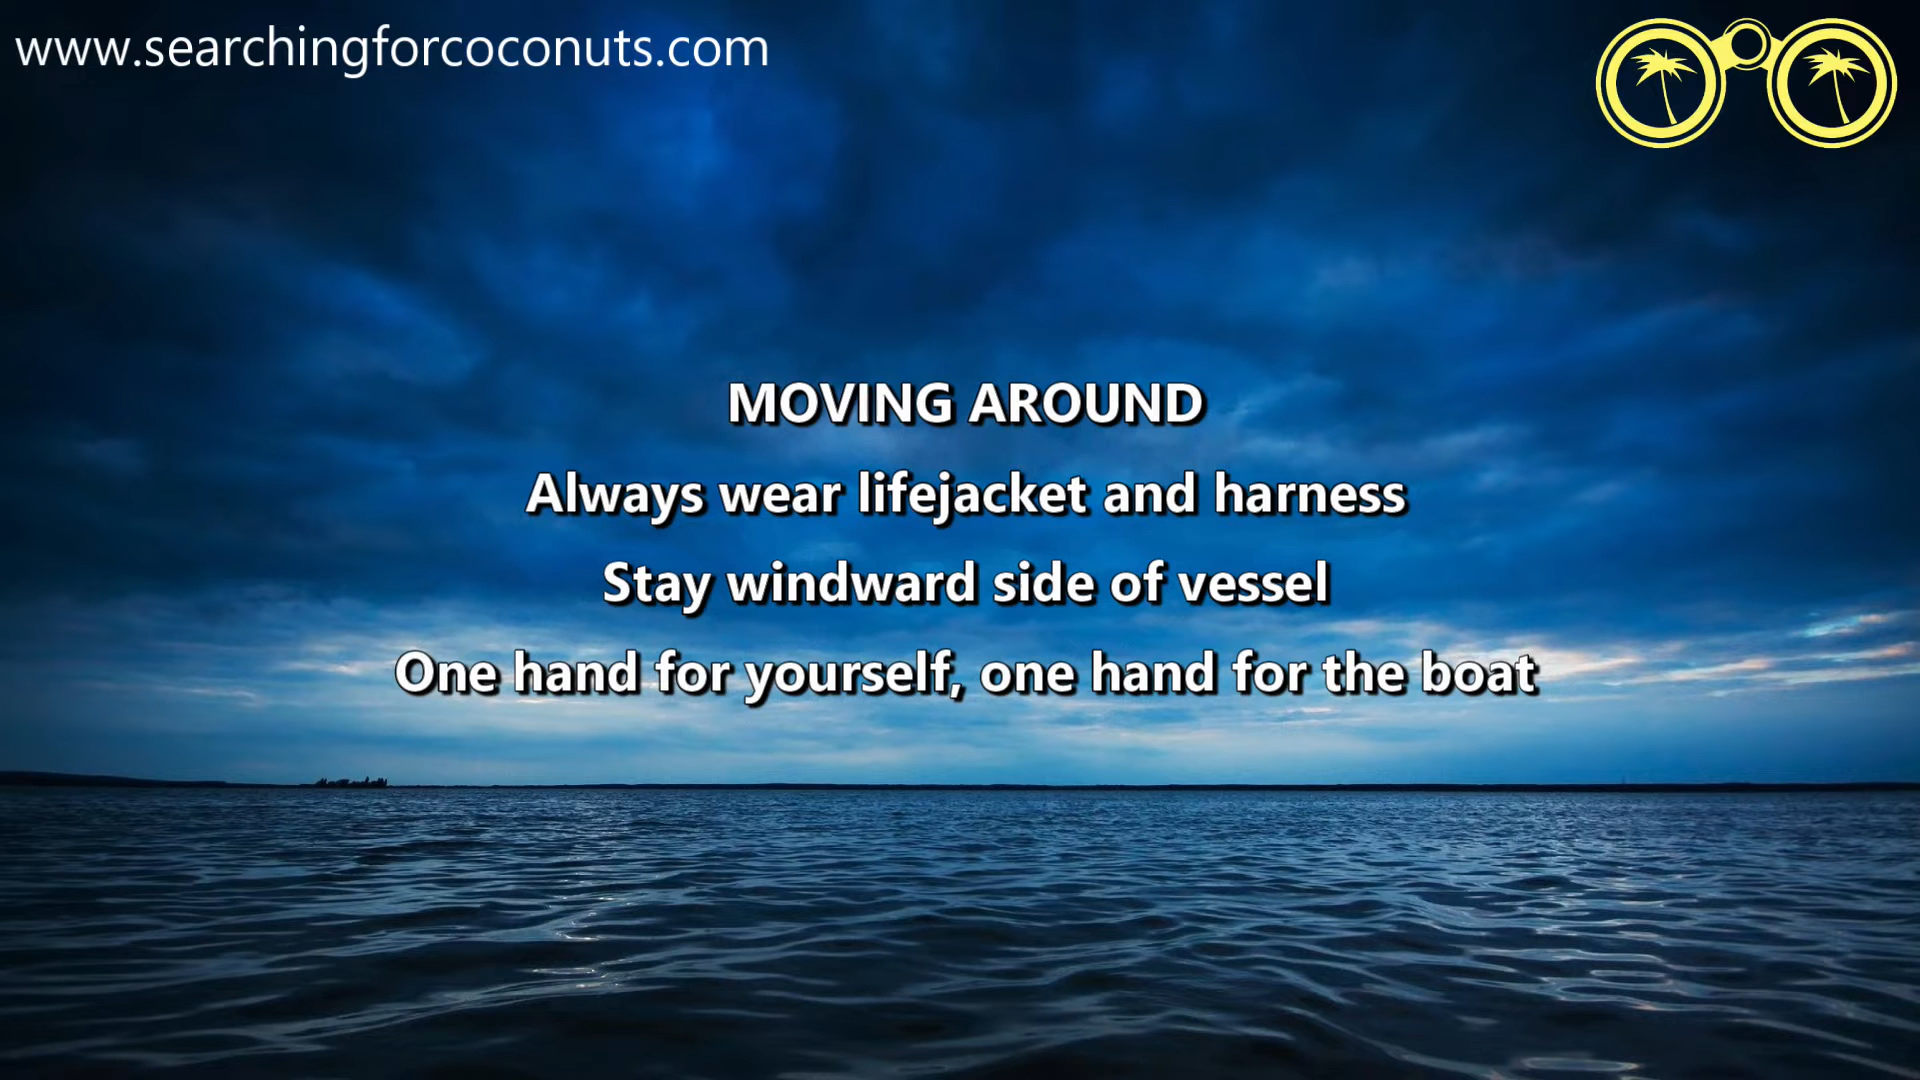 www.searchingforcoconuts.com
MOVING AROUND
Always wear lifejacket and harness
Stay windward side of vessel
One hand for yourself, one hand for the boat